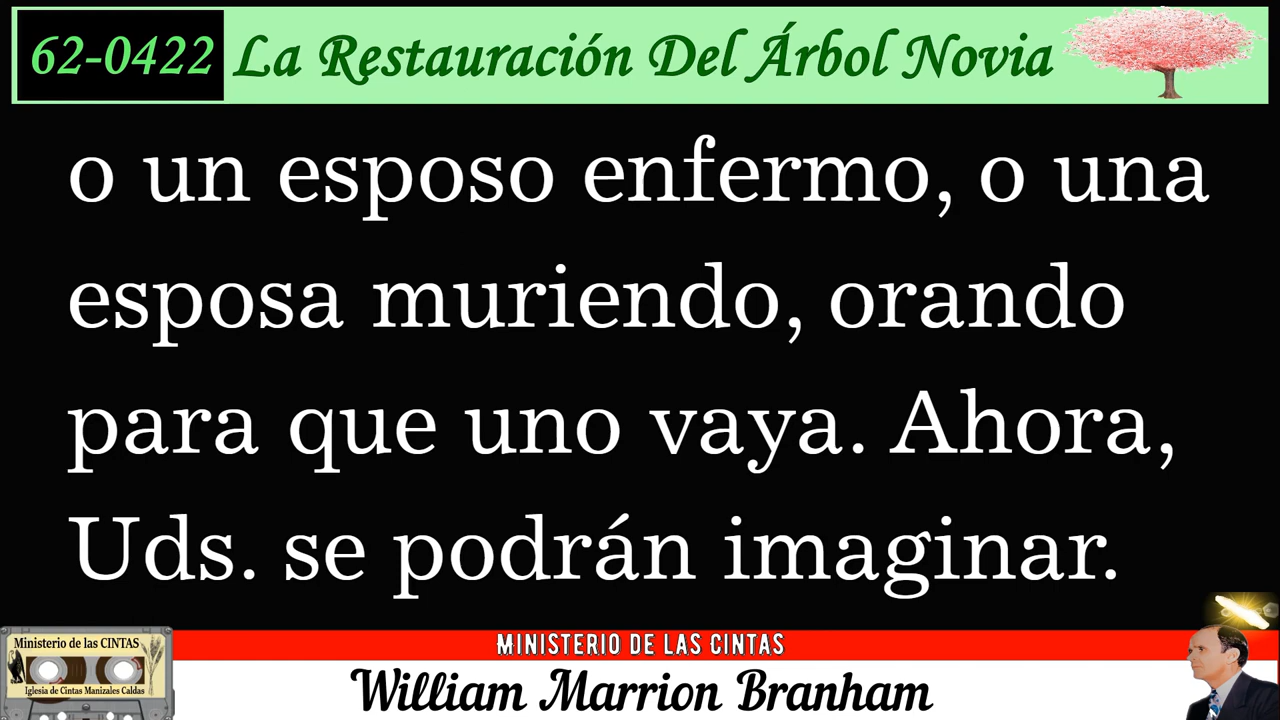 62-0422 La Restauración Del Árbol Novia
o un esposo enfermo, o una
esposa muriendo, orando
para que uno vaya. Ahora,
Uds. se podrán imaginar.
MINISTERIO DE LAS CINTAS
Ministerio de las CINTAS
Iglesia de Cintas Manizales Caldas
William Marrion Branham